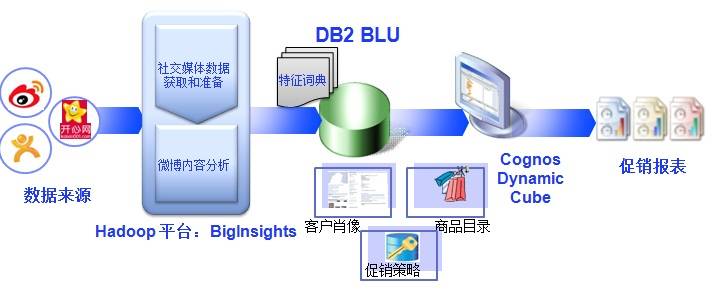 DB2 BLU
社交媒体数据
获取和准备
特征词典
开心网
kaixin001.com
微博内容分析
数据来源
Hadoop 平台：BigInsights
客户肖像
商品目录
促销策略
Cognos
Dynamic
Cube
促销报表